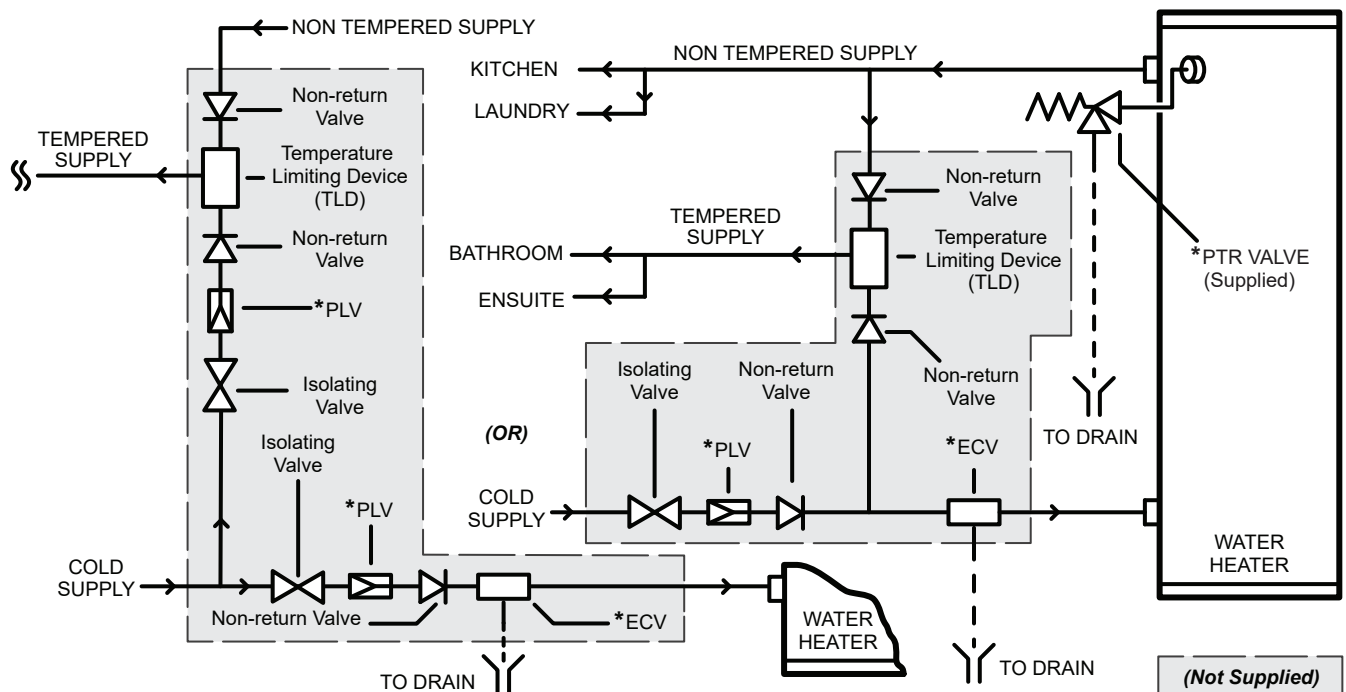 NON TEMPERED SUPPLY
Non-return
Valve
TEMPERED
SUPPLY
Temperature
Limiting Device
(TLD)
Non-return
Valve
*PLV
Isolating
Valve
Isolating
Valve
*PLV
COLD
SUPPLY
Non-return Valve
*ECV
TO DRAIN
WATER
HEATER
(OR)
KITCHEN
NON TEMPERED SUPPLY
LAUNDRY
Non-return
Valve
TEMPERED
SUPPLY
BATHROOM
ENSUITE
Temperature
Limiting Device
(TLD)
*PTR VALVE
(Supplied)
Isolating
Valve
Non-return
Valve
Non-return
Valve
TO DRAIN
*PLV
*ECV
COLD
SUPPLY
WATER
HEATER
TO DRAIN
(Not Supplied)